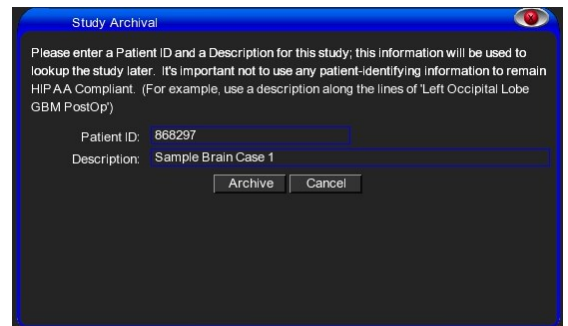 Study Archival
Please enter a Patient ID and a Description for this study; this information will be used to
lookup the study later. It's important not to use any patient-identifying information to remain
HIPAA Compliant. (For example, use a description along the lines of 'Left Occipital Lobe
GBM PostOp')
Patient ID: 868297
Description: Sample Brain Case 1
Archive Cancel